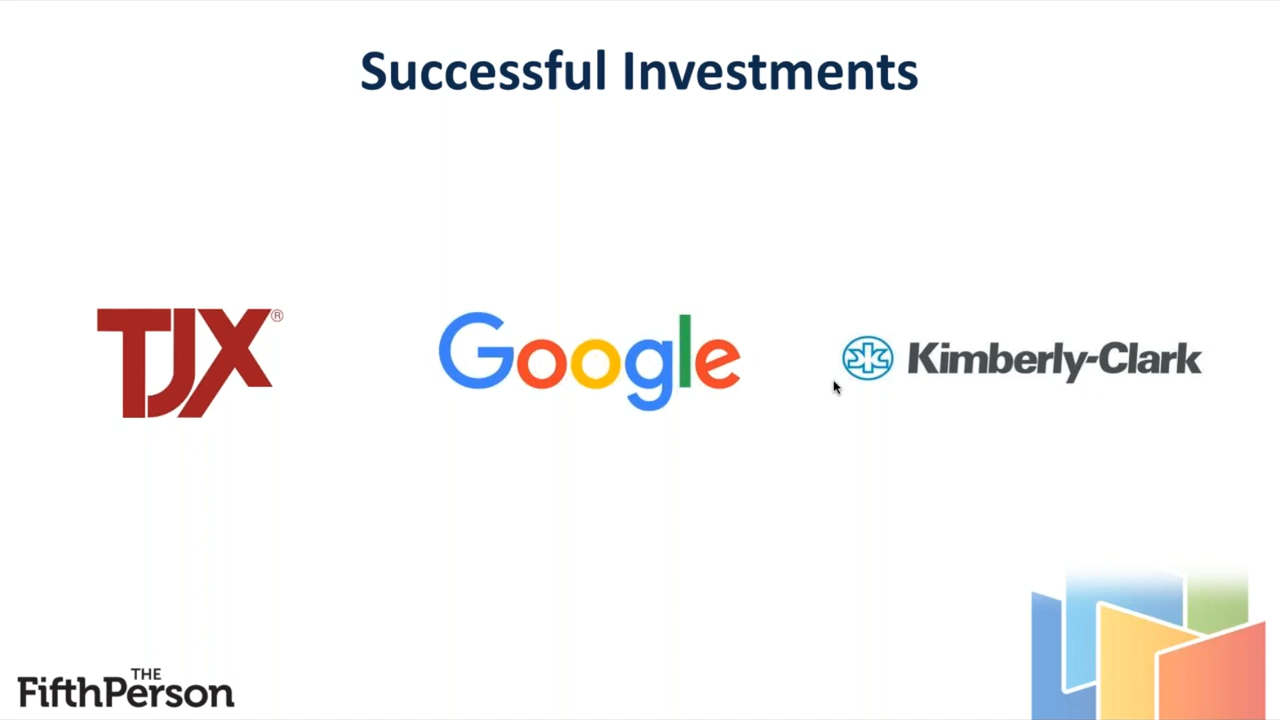 Successful Investments
TJX®
Google
Kimberly-Clark
THE
FifthPerson